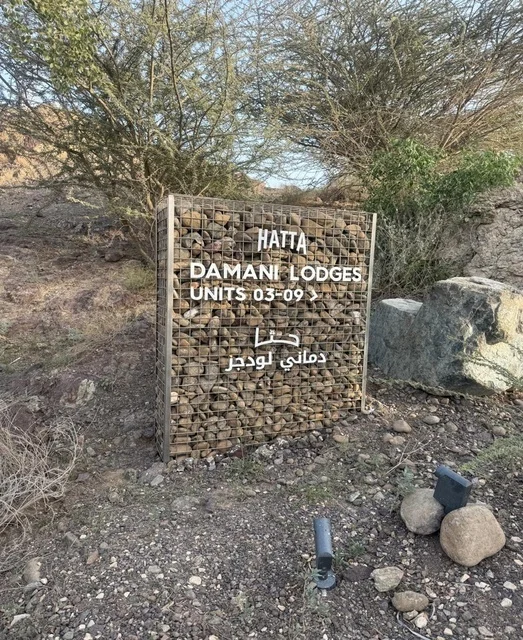 HATTA
DAMANI LODGES
UNITS 03-09 >
حتا
دماني لودجز